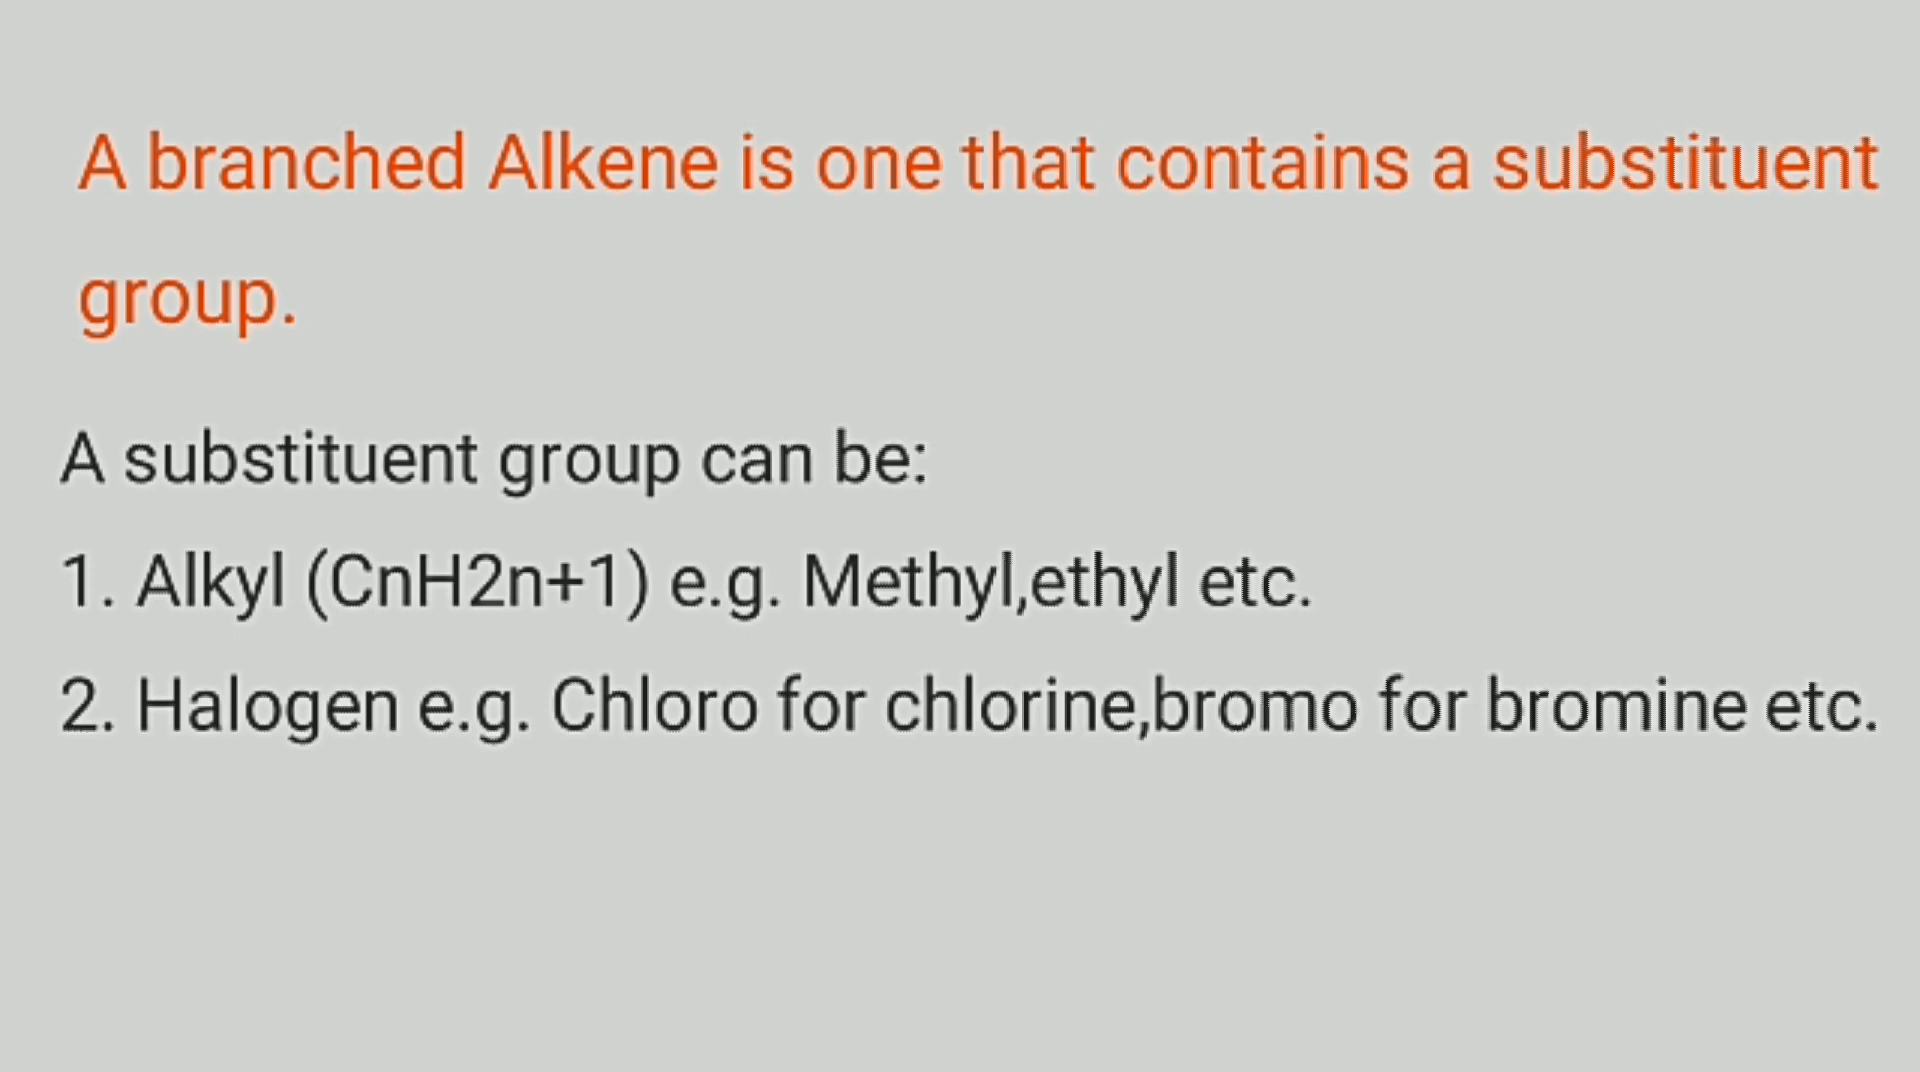 A branched Alkene is one that contains a substituent
group.
A substituent group can be:
1. Alkyl (CnH2n+1) e.g. Methyl,ethyl etc.
2. Halogen e.g. Chloro for chlorine,bromo for bromine etc.